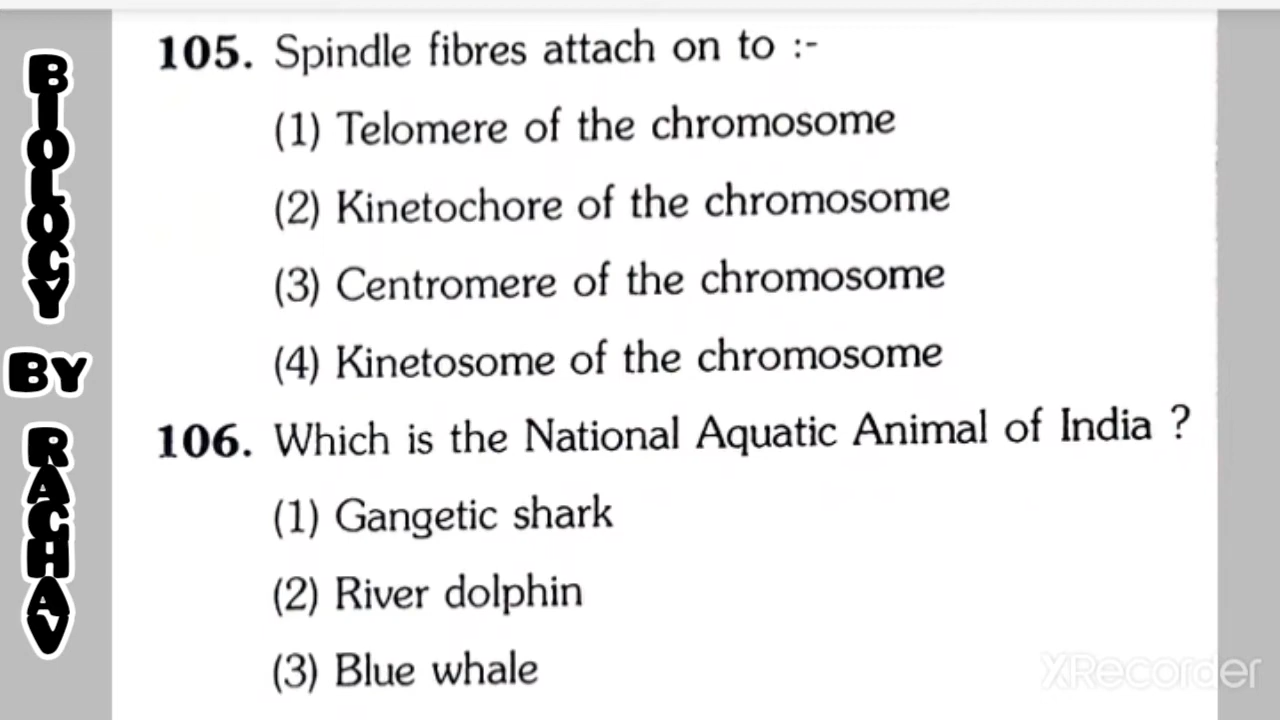 BIOLOGY BY RAGHAV
105. Spindle fibres attach on to :-
(1) Telomere of the chromosome
(2) Kinetochore of the chromosome
(3) Centromere of the chromosome
(4) Kinetosome of the chromosome
106. Which is the National Aquatic Animal of India ?
(1) Gangetic shark
(2) River dolphin
(3) Blue whale
XRecorder